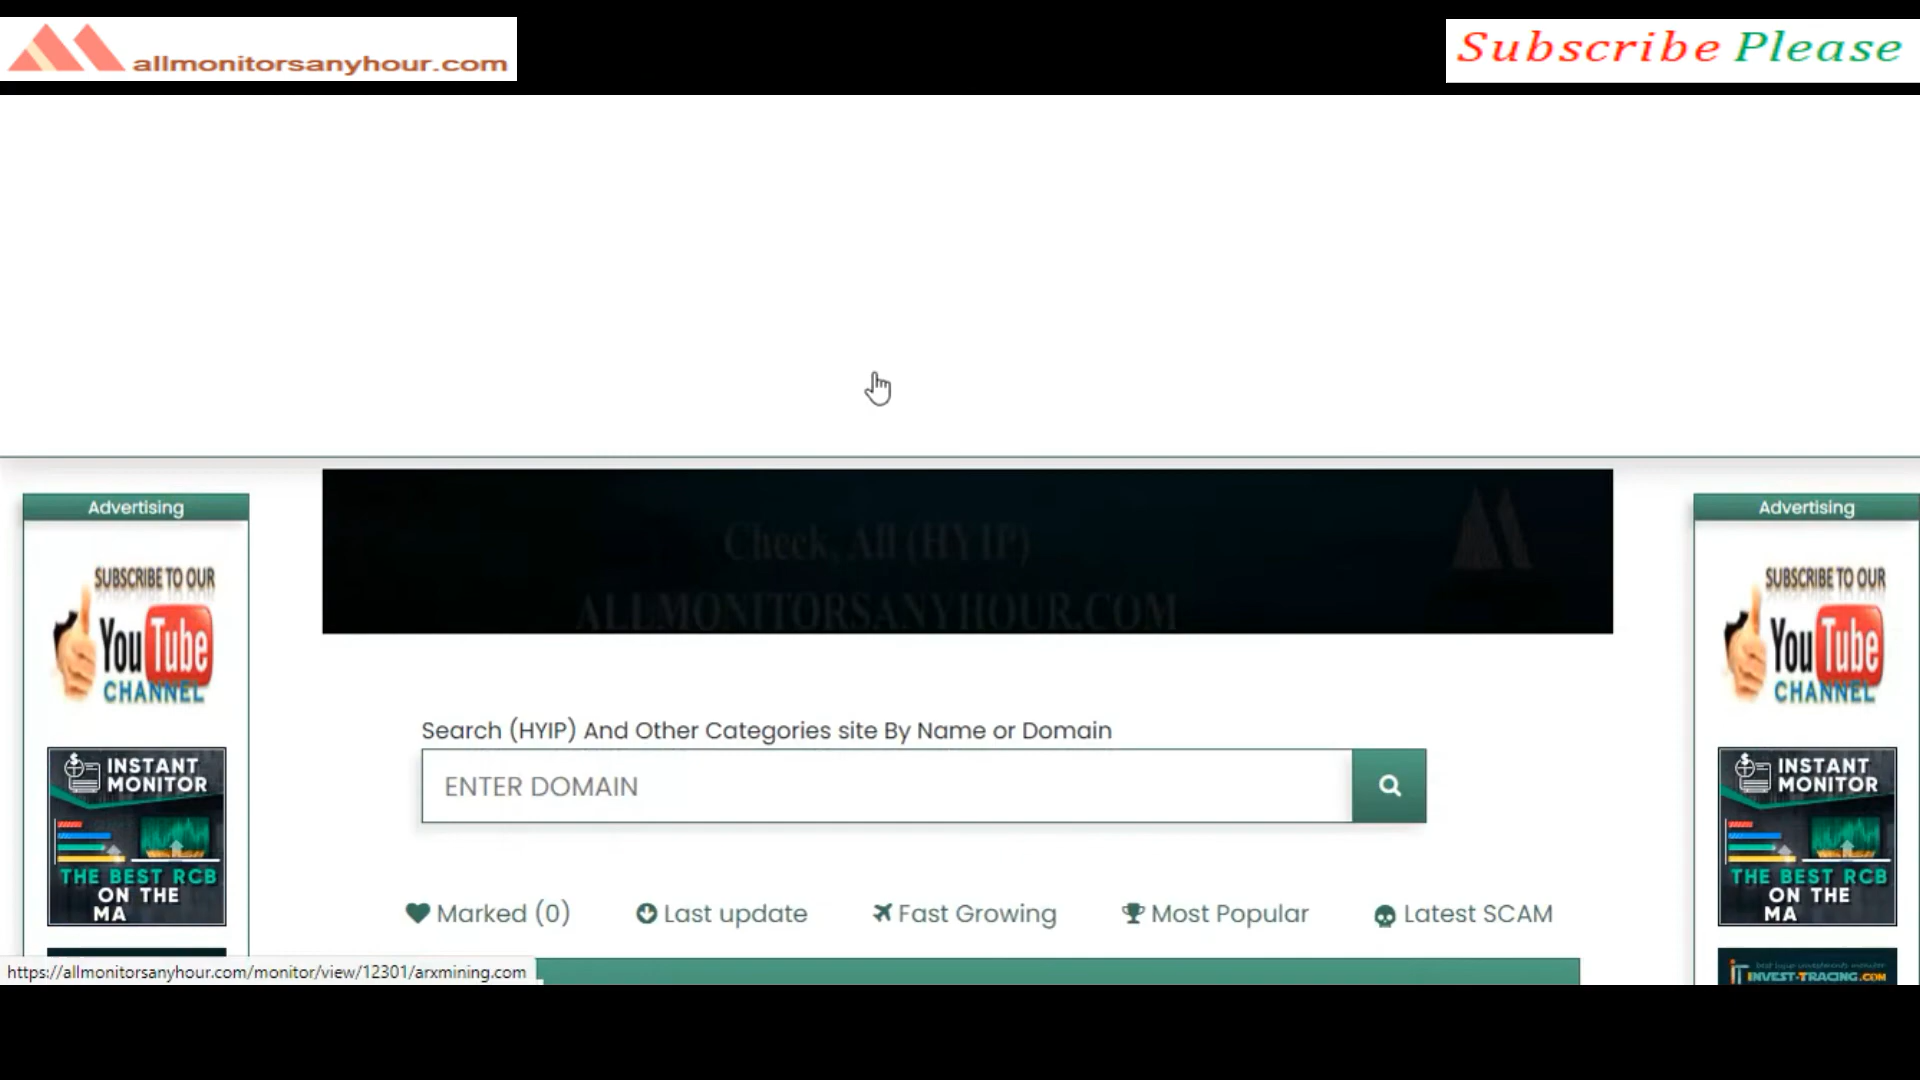 allmonitorsanyhour.com
Subscribe Please
Check, All (HYIP)
ALLMONITORSANYHOUR.COM
Advertising
SUBSCRIBE TO OUR
YouTube
CHANNEL
INSTANT
MONITOR
THE BEST RCB
ON THE
MA
Search (HYIP) And Other Categories site By Name or Domain
ENTER DOMAIN
Marked (0)
Last update
Fast Growing
Most Popular
Latest SCAM
Advertising
SUBSCRIBE TO OUR
YouTube
CHANNEL
INSTANT
MONITOR
THE BEST RCB
ON THE
MA
INVEST-TRACING.COM
https://allmonitorsanyhour.com/monitor/view/12301/arxmining.com